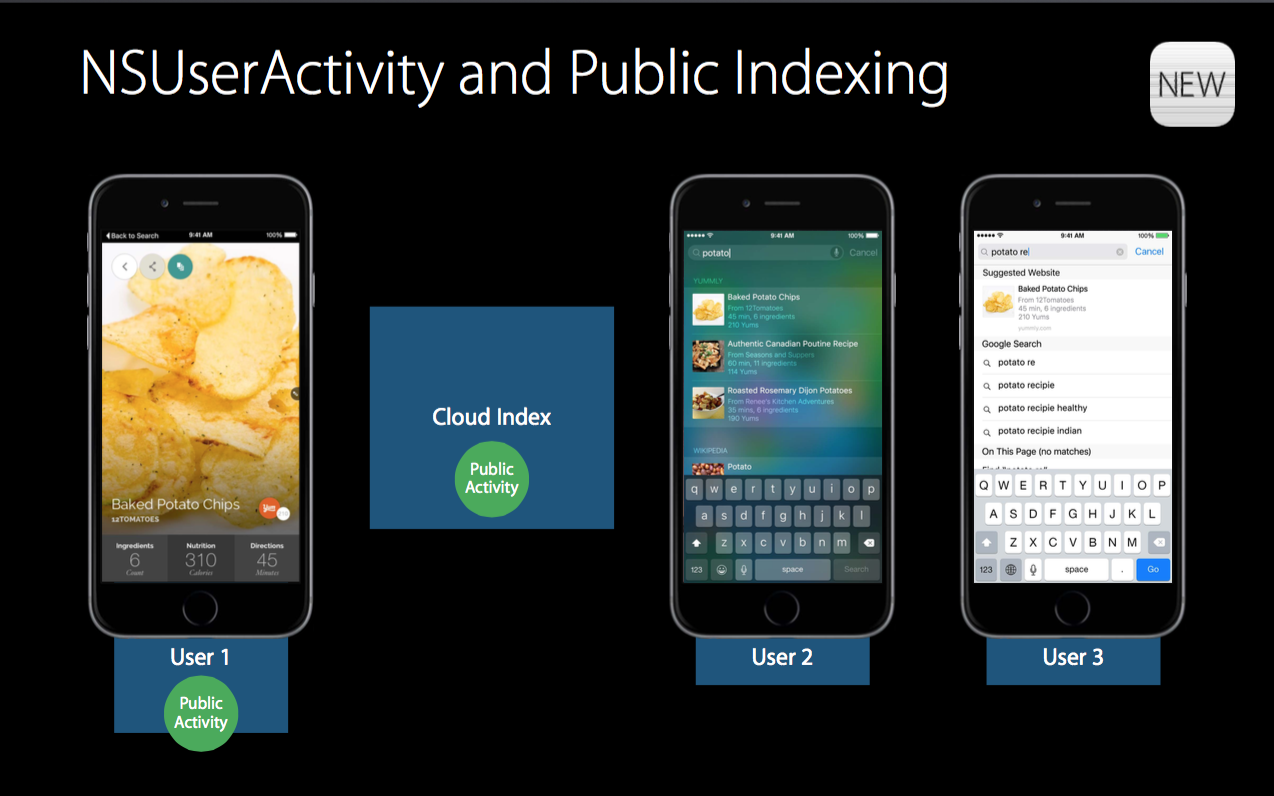 NSUserActivity and Public Indexing
NEW
Back to Search 9:41 AM 100%
Baked Potato Chips
12TOMATOES
Yum
Ingredients Nutrition Directions
6 310 45
Count Calories Minutes
User 1
Public
Activity
Cloud Index
Public
Activity
9:41 AM 100%
potato Cancel
YUMMLY
Baked Potato Chips
From 12Tomatoes
45 min, 6 ingredients
210 Yums
Authentic Canadian Poutine Recipe
From Seasons and Suppers
60 min, 11 ingredients
114 Yums
Roasted Rosemary Dijon Potatoes
From Renee's Kitchen Adventures
35 mins, 6 ingredients
190 Yums
WIKIPEDIA
Potato
q w e r t y u i o p
a s d f g h j k l
z x c v b n m
123 space Search
User 2
9:41 AM 100%
potato re Cancel
Suggested Website
Baked Potato Chips
From 12Tomatoes
45 min, 6 ingredients
210 Yums
yummly.com
Google Search
potato re
potato recipie
potato recipie healthy
potato recipie indian
On This Page (no matches)
Q W E R T Y U I O P
A S D F G H J K L
Z X C V B N M
123 space . Go
User 3